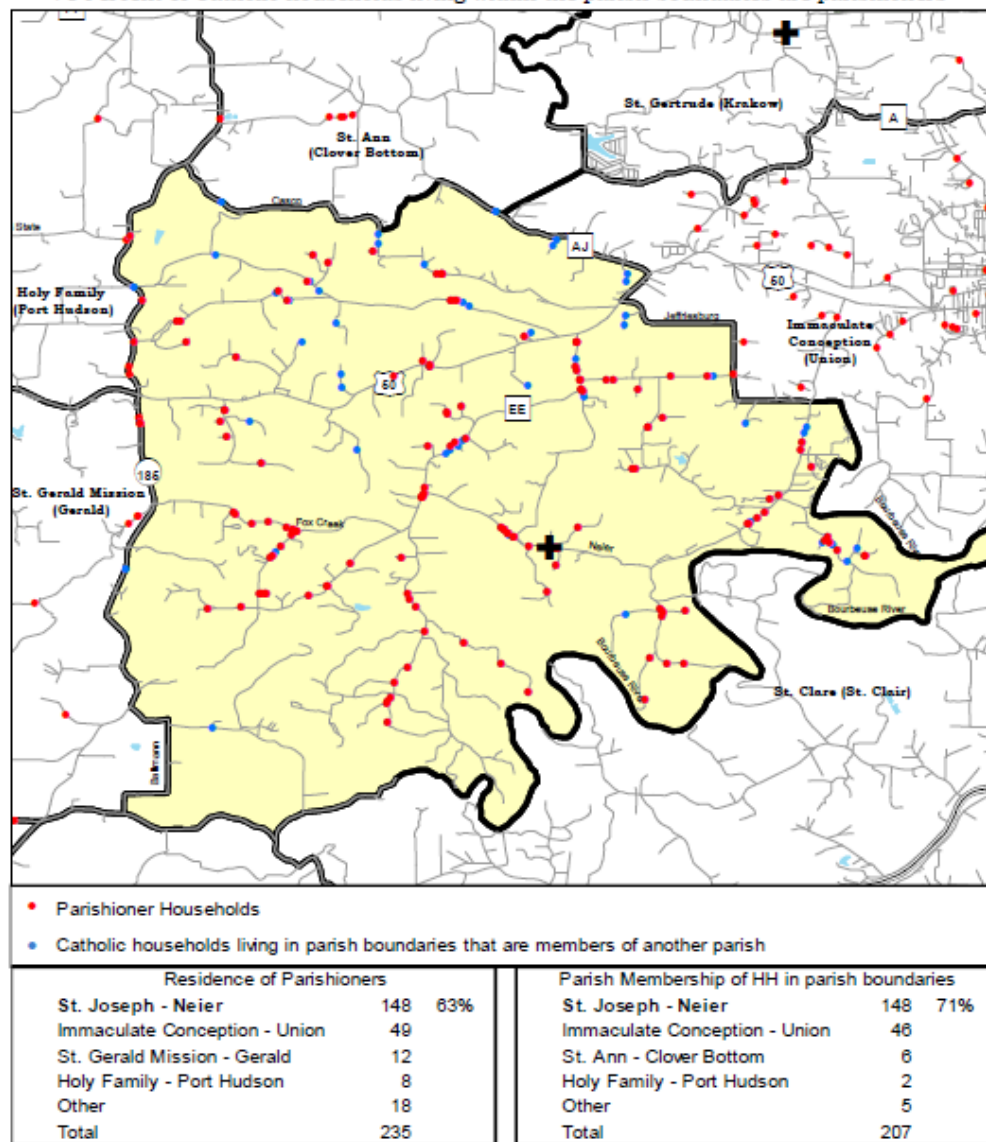 St. Gertrude (Krakow)
A
St. Ann
(Clover Bottom)
Casco
State
AJ
50
Holy Family
(Port Hudson)
Jeffriesburg
Immaculate
Conception
(Union)
50
EE
185
St. Gerald Mission
(Gerald)
Fox Creek
Neier
Bourbeuse River
Bourbeuse River
St. Clare (St. Clair)
• Parishioner Households
• Catholic households living in parish boundaries that are members of another parish
Residence of Parishioners
St. Joseph - Neier 148 63%
Immaculate Conception - Union 49
St. Gerald Mission - Gerald 12
Holy Family - Port Hudson 8
Other 18
Total 235
Parish Membership of HH in parish boundaries
St. Joseph - Neier 148 71%
Immaculate Conception - Union 46
St. Ann - Clover Bottom 6
Holy Family - Port Hudson 2
Other 5
Total 207